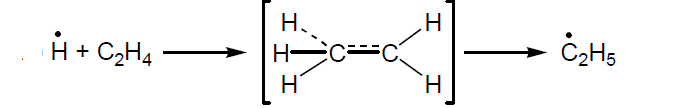 Ḣ + C₂H₄ → [H H H C C H H] → Ċ₂H₅